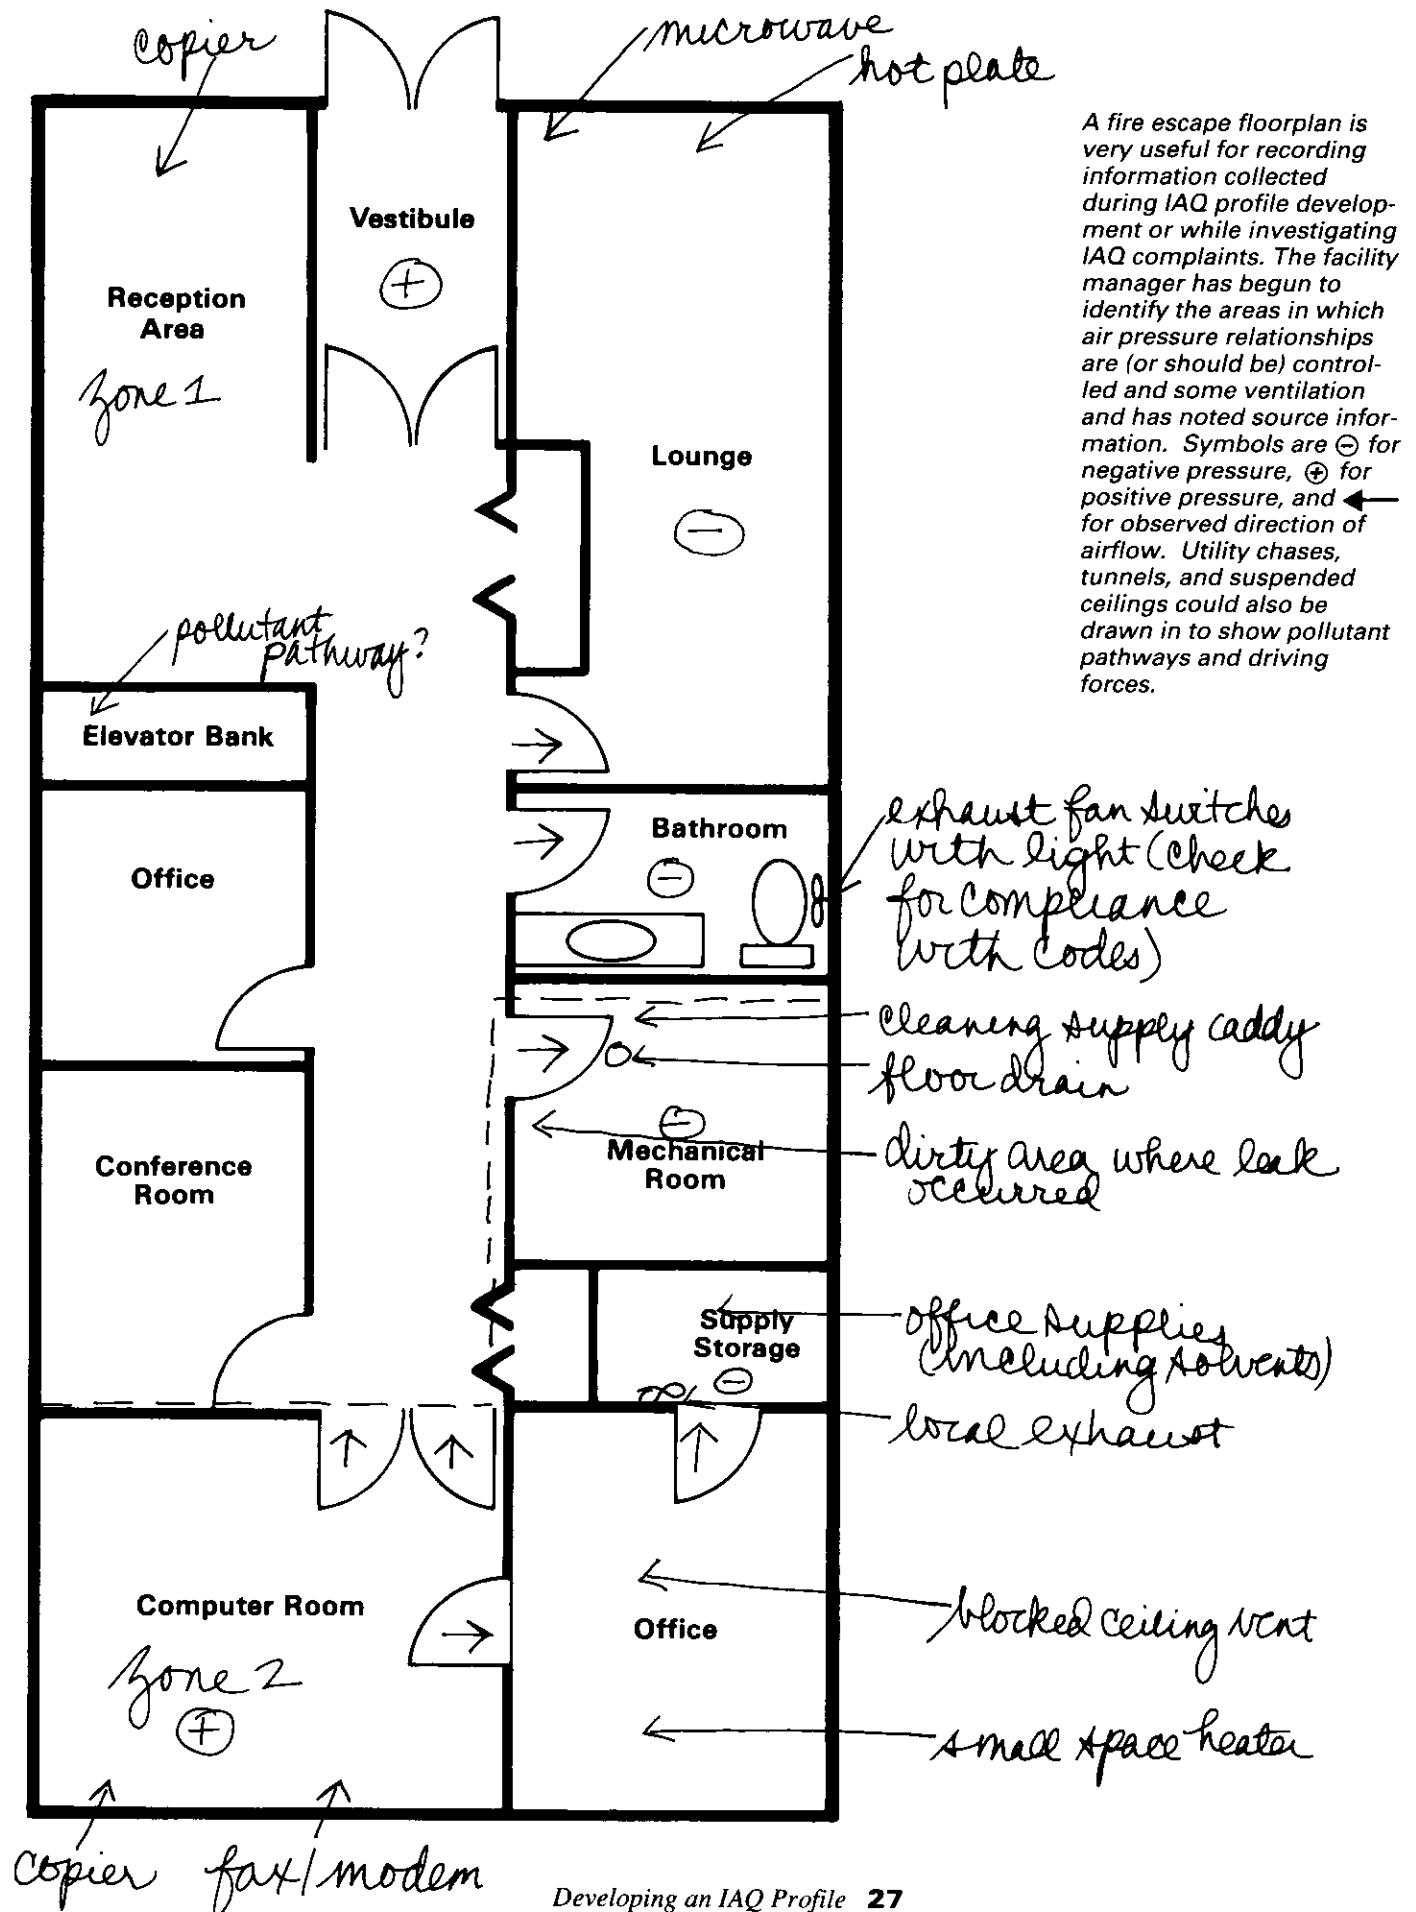 copier
microwave
hot plate
A fire escape floorplan is
very useful for recording
information collected
during IAQ profile develop-
ment or while investigating
IAQ complaints. The facility
manager has begun to
identify the areas in which
air pressure relationships
are (or should be) control-
led and some ventilation
and has noted source infor-
mation. Symbols are ⊖ for
negative pressure, ⊕ for
positive pressure, and ◄—
for observed direction of
airflow. Utility chases,
tunnels, and suspended
ceilings could also be
drawn in to show pollutant
pathways and driving
forces.
Vestibule
+
Reception
Area
zone 1
Lounge
−
pollutant
pathway?
Elevator Bank
Office
Bathroom
−
exhaust fan switches
with light (check
for compliance
with codes)
cleaning supply caddy
floor drain
Conference
Room
−
Mechanical
Room
dirty area where leak
occurred
Supply
Storage
−
office supplies
(including solvents)
local exhaust
Computer Room
zone 2
+
Office
blocked ceiling vent
small space heater
copier fax/modem
Developing an IAQ Profile 27